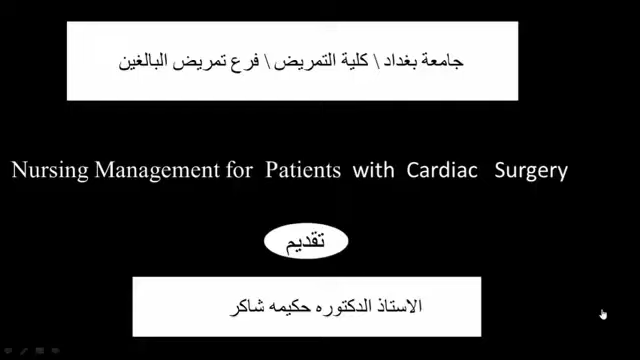 جامعة بغداد \ كلية التمريض \ فرع تمريض البالغين
Nursing Management for Patients with Cardiac Surgery
تقديم
الاستاذ الدكتوره حكيمه شاكر